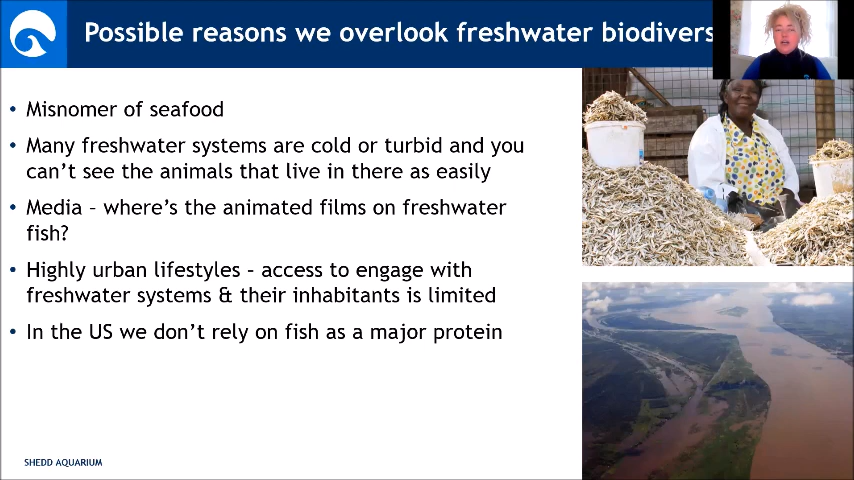 Possible reasons we overlook freshwater
• Misnomer of seafood
• Many freshwater systems are cold or turbid and you
can't see the animals that live in there as easily
• Media – where's the animated films on freshwater
fish?
• Highly urban lifestyles – access to engage with
freshwater systems & their inhabitants is limited
• In the US we don't rely on fish as a major protein
SHEDD AQUARIUM